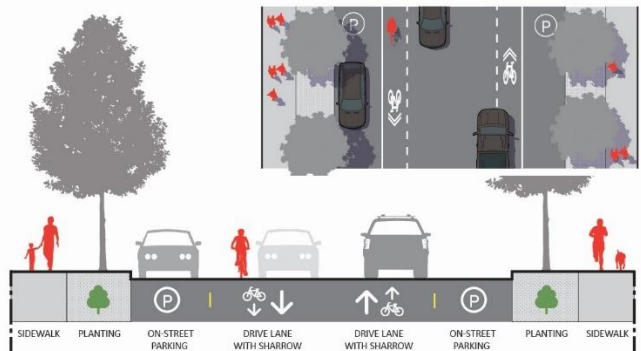 P
P
P
P
SIDEWALK
PLANTING
ON-STREET
PARKING
DRIVE LANE
WITH SHARROW
DRIVE LANE
WITH SHARROW
ON-STREET
PARKING
PLANTING
SIDEWALK